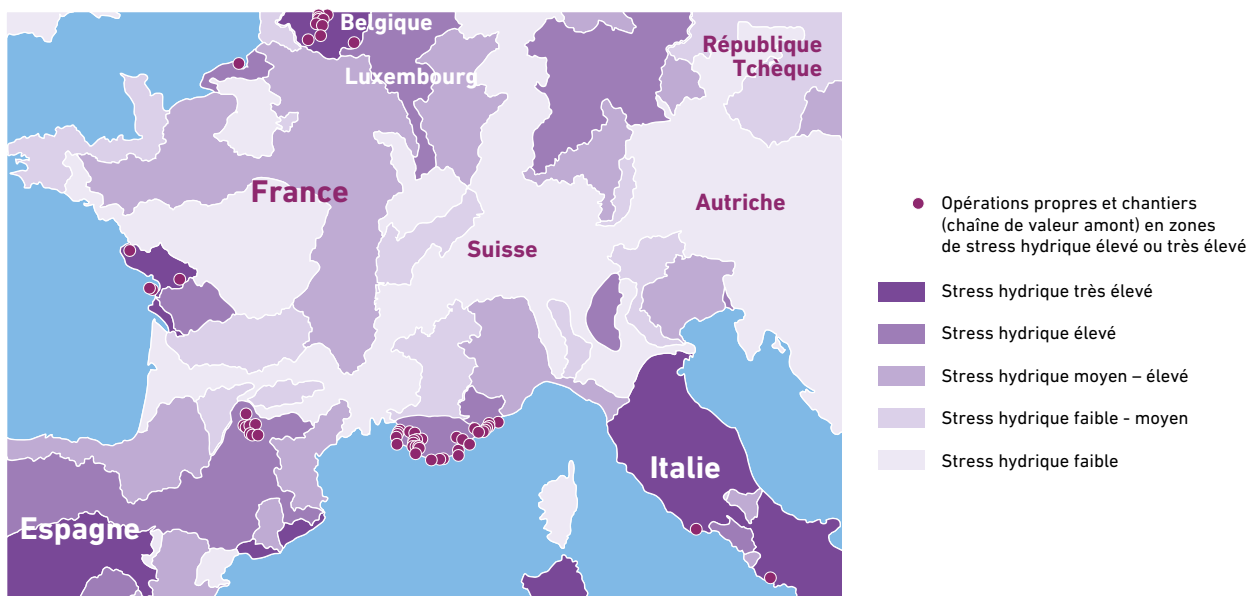 Belgique
République
Tchèque
Luxembourg
France
Autriche
Suisse
Italie
Espagne
Opérations propres et chantiers
(chaîne de valeur amont) en zones
de stress hydrique élevé ou très élevé
Stress hydrique très élevé
Stress hydrique élevé
Stress hydrique moyen – élevé
Stress hydrique faible - moyen
Stress hydrique faible